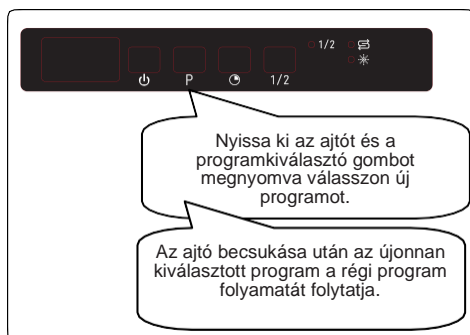 1/2
P 1/2
Nyissa ki az ajtót és a
programkiválasztó gombot
megnyomva válasszon új
programot.
Az ajtó becsukása után az újonnan
kiválasztott program a régi program
folyamatát folytatja.